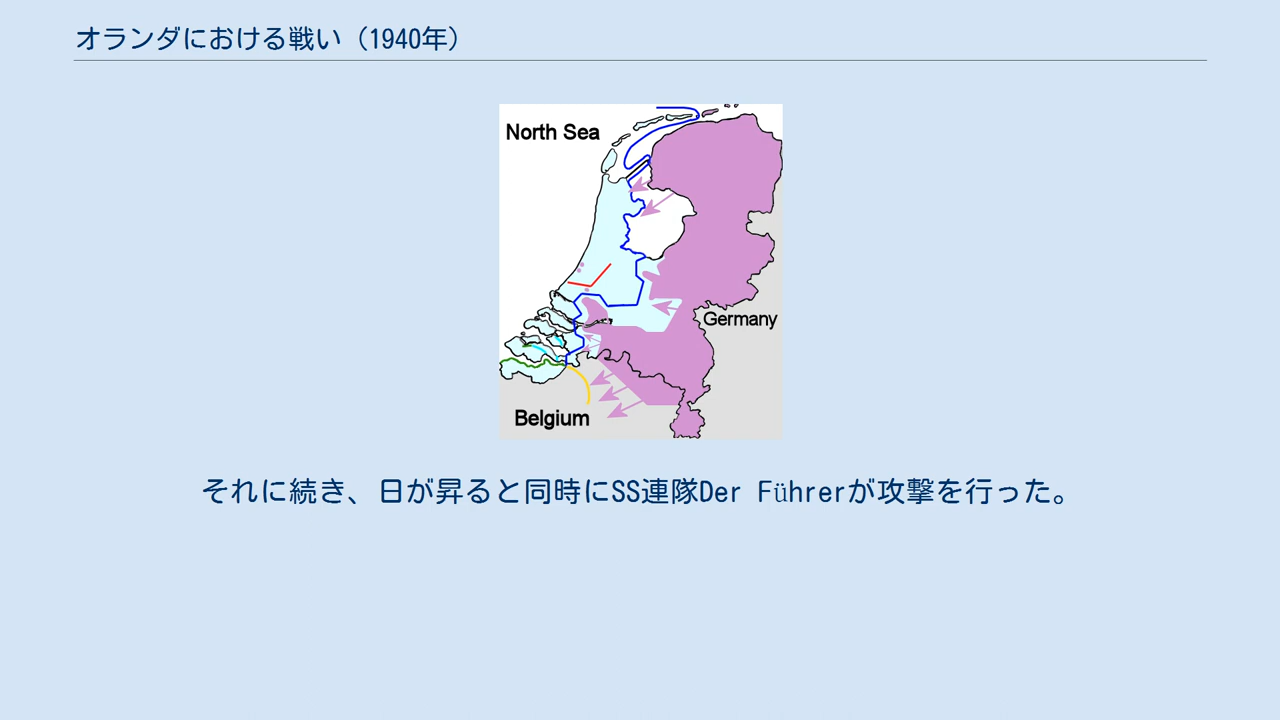 オランダにおける戦い（1940年）
North Sea
Germany
Belgium
それに続き、日が昇ると同時にSS連隊Der Führerが攻撃を行った。